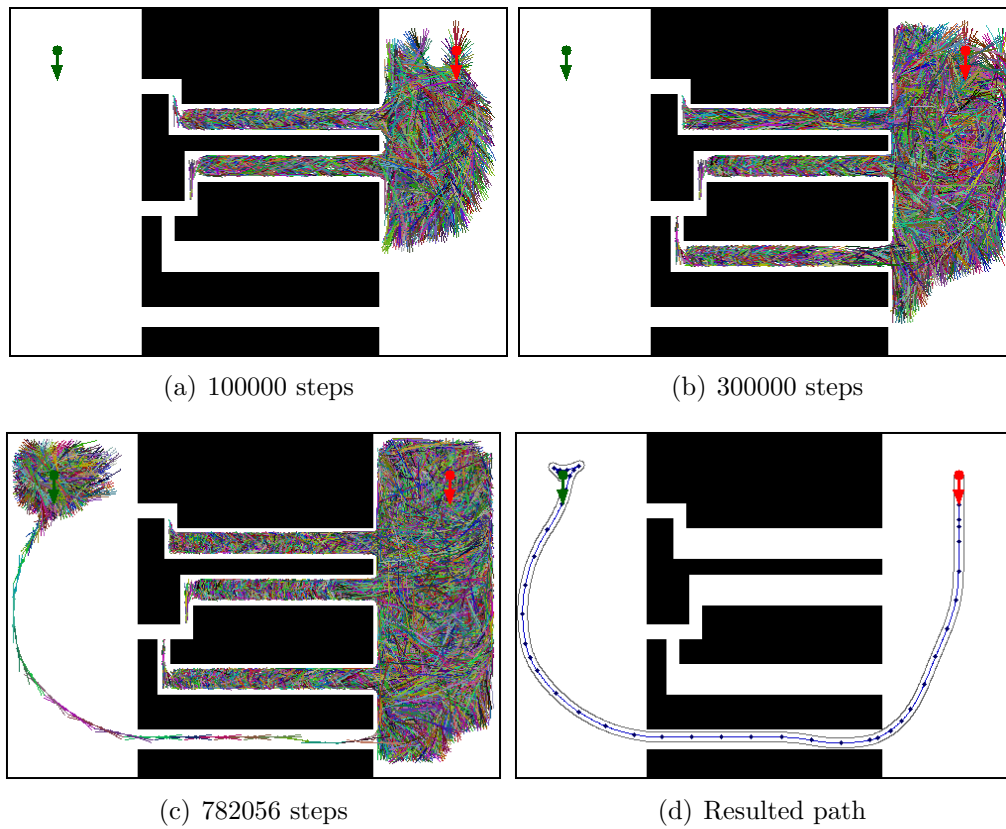 (a) 100000 steps
(b) 300000 steps
(c) 782056 steps
(d) Resulted path